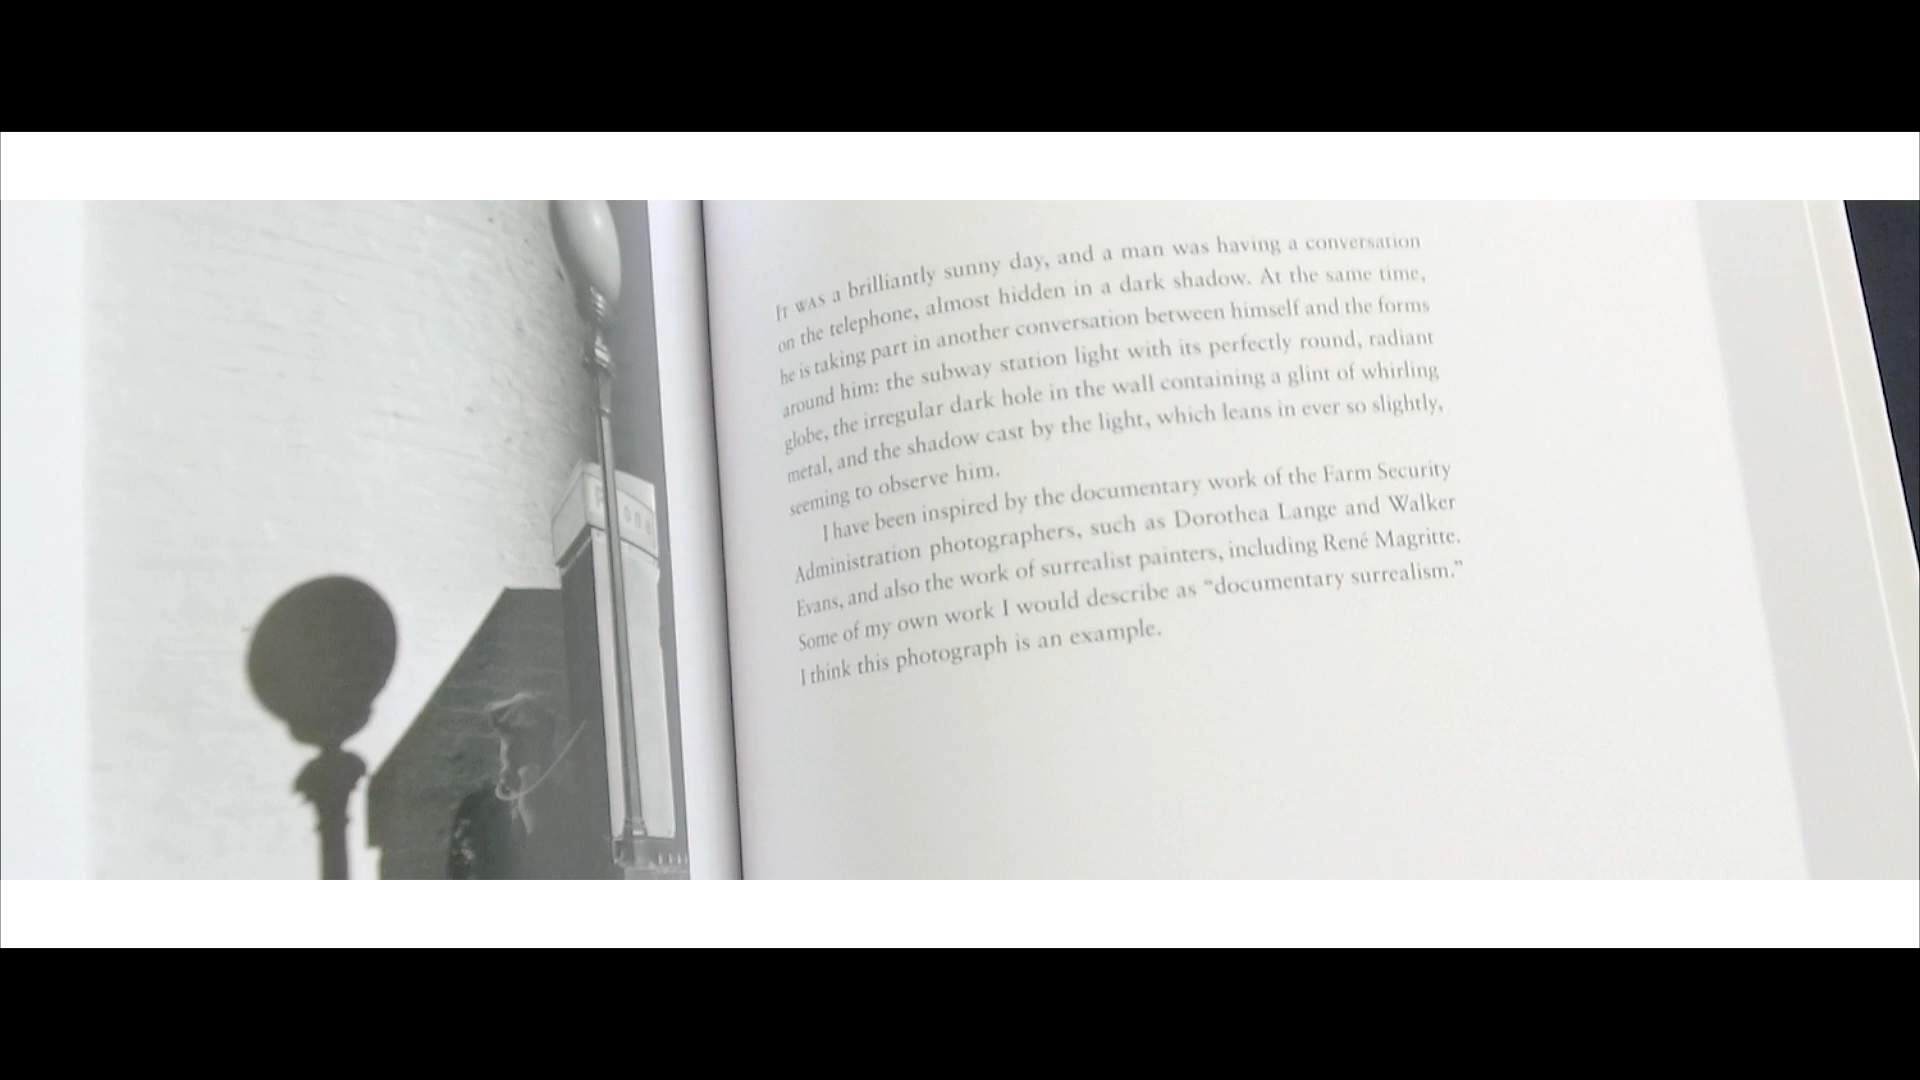 IT WAS a brilliantly sunny day, and a man was having a conversation
on the telephone, almost hidden in a dark shadow. At the same time,
he is taking part in another conversation between himself and the forms
around him: the subway station light with its perfectly round, radiant
globe, the irregular dark hole in the wall containing a glint of whirling
metal, and the shadow cast by the light, which leans in ever so slightly,
seeming to observe him.
I have been inspired by the documentary work of the Farm Security
Administration photographers, such as Dorothea Lange and Walker
Evans, and also the work of surrealist painters, including René Magritte.
Some of my own work I would describe as “documentary surrealism.”
I think this photograph is an example.